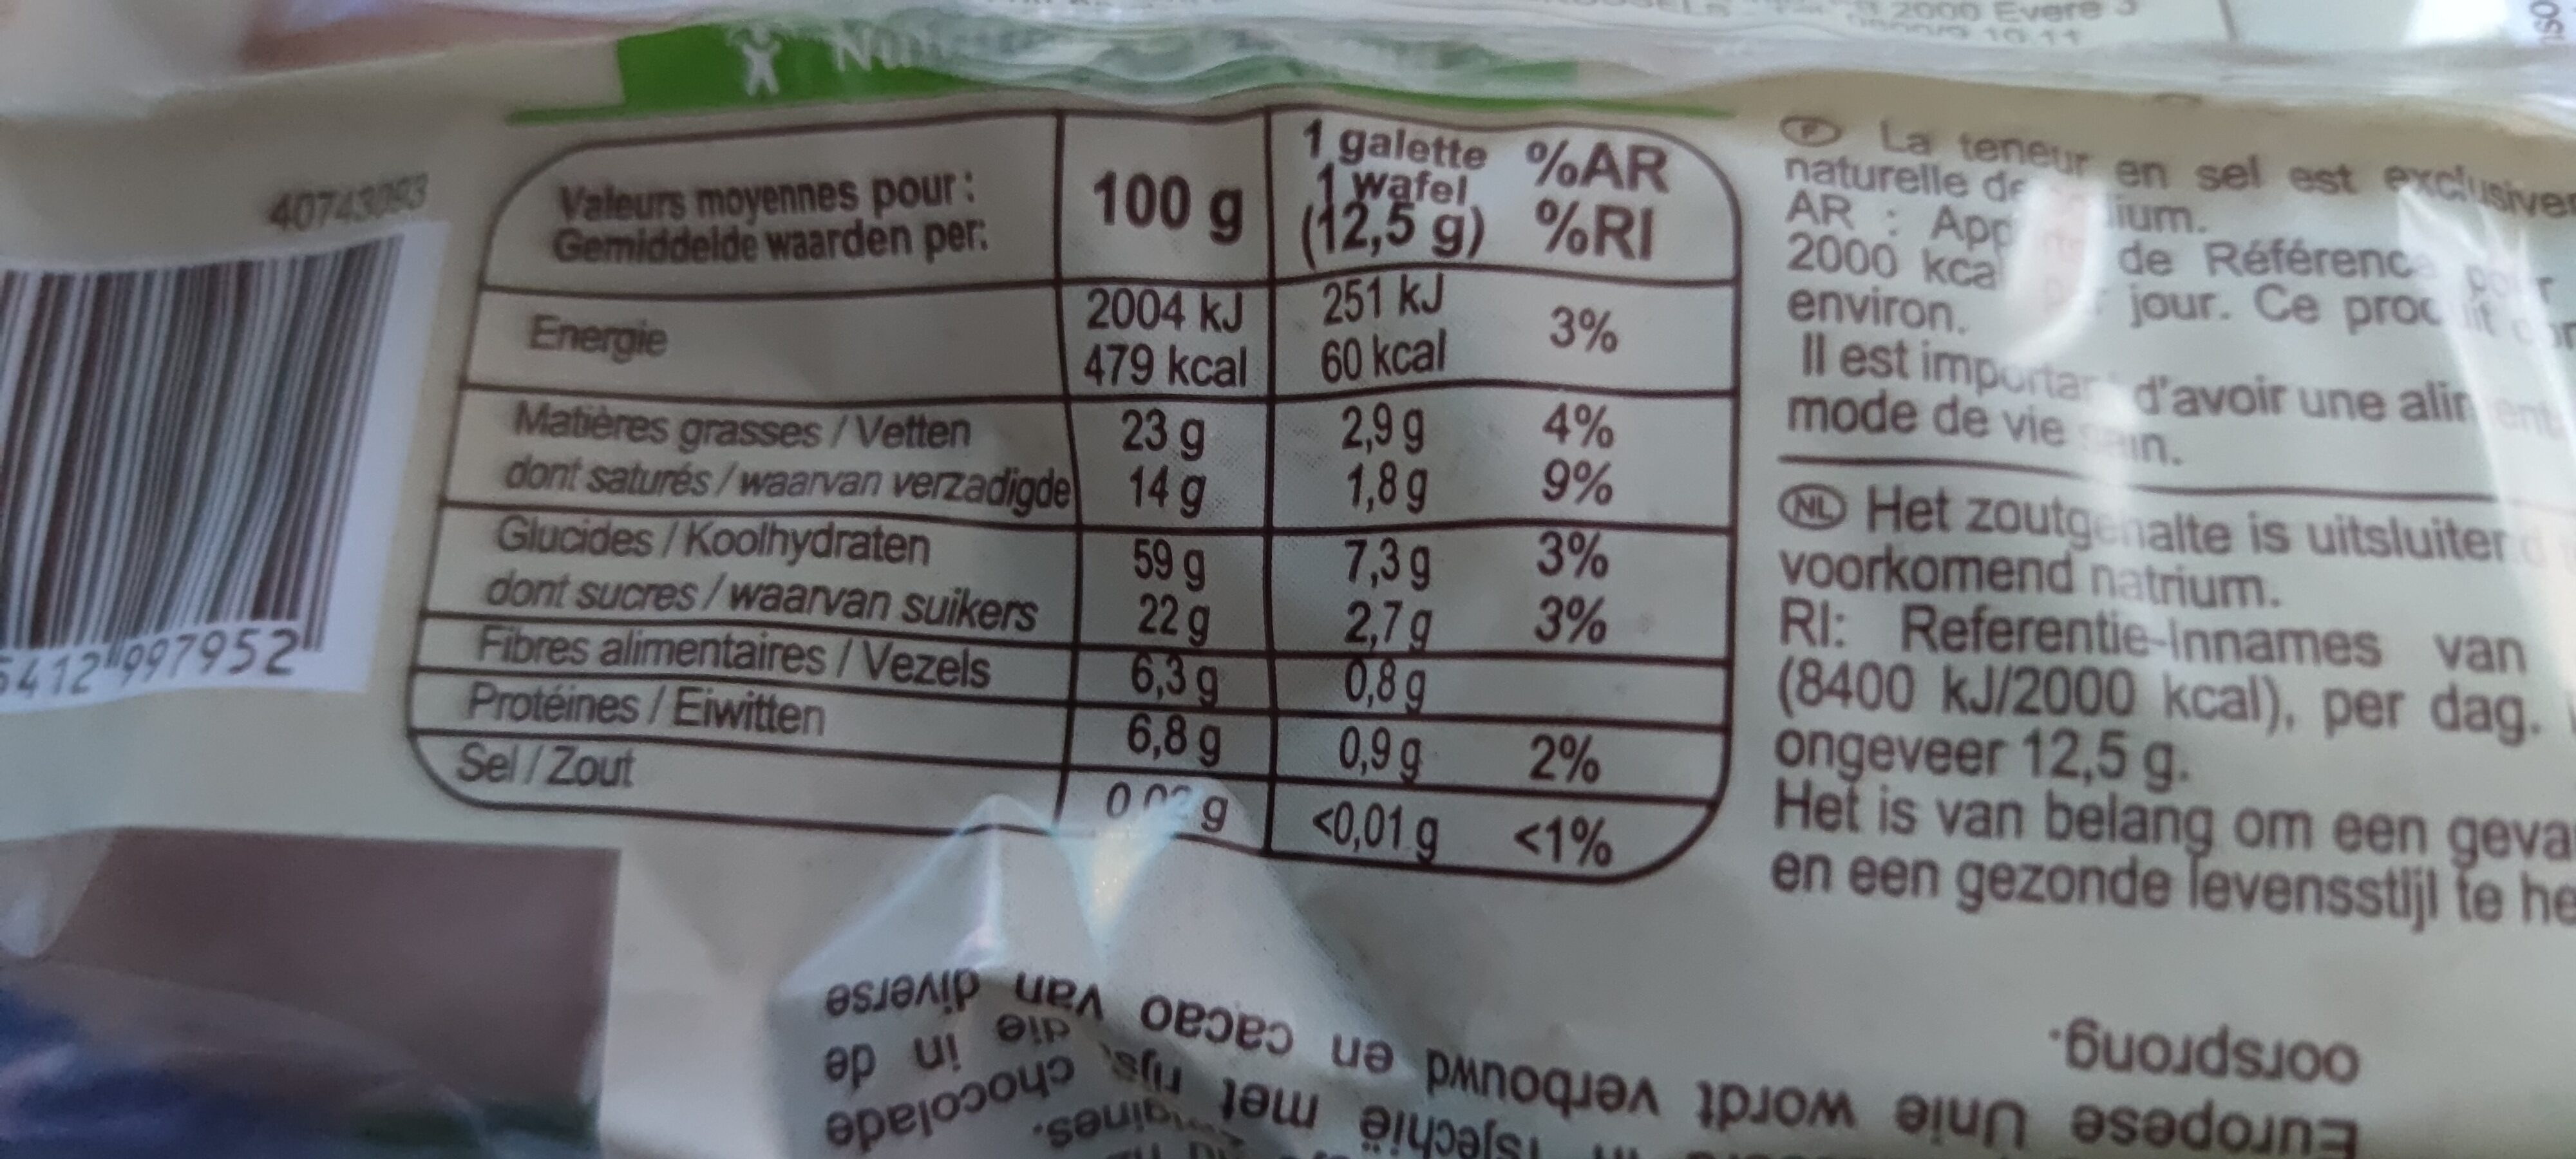 2000 Evere 3
40743093
5412 997952
Valeurs moyennes pour :
Gemiddelde waarden per:
100 g
1 galette
1 wafel
(12,5 g)
%AR
%RI
Energie 2004 kJ 251 kJ 3%
479 kcal 60 kcal
Matières grasses / Vetten 23 g 2,9 g 4%
dont saturés / waarvan verzadigde 14 g 1,8 g 9%
Glucides / Koolhydraten 59 g 7,3 g 3%
dont sucres / waarvan suikers 22 g 2,7 g 3%
Fibres alimentaires / Vezels 6,3 g 0,8 g
Protéines / Eiwitten 6,8 g 0,9 g 2%
Sel / Zout <0,01 g <1%
F La teneur en sel est
naturelle
AR : de
2000 jour. Ce
environ.
Il est d'avoir une
mode de vie
NL Het is
voorkomend natrium.
RI: Referentie-Innames van
(8400 kJ/2000 kcal), per dag.
ongeveer 12,5 g.
Het is van belang om een
en een gezonde levensstijl te
Europese Unie wordt verbouwd en cacao van diverse
oorsprong.
met rijst, die in de
chocolade